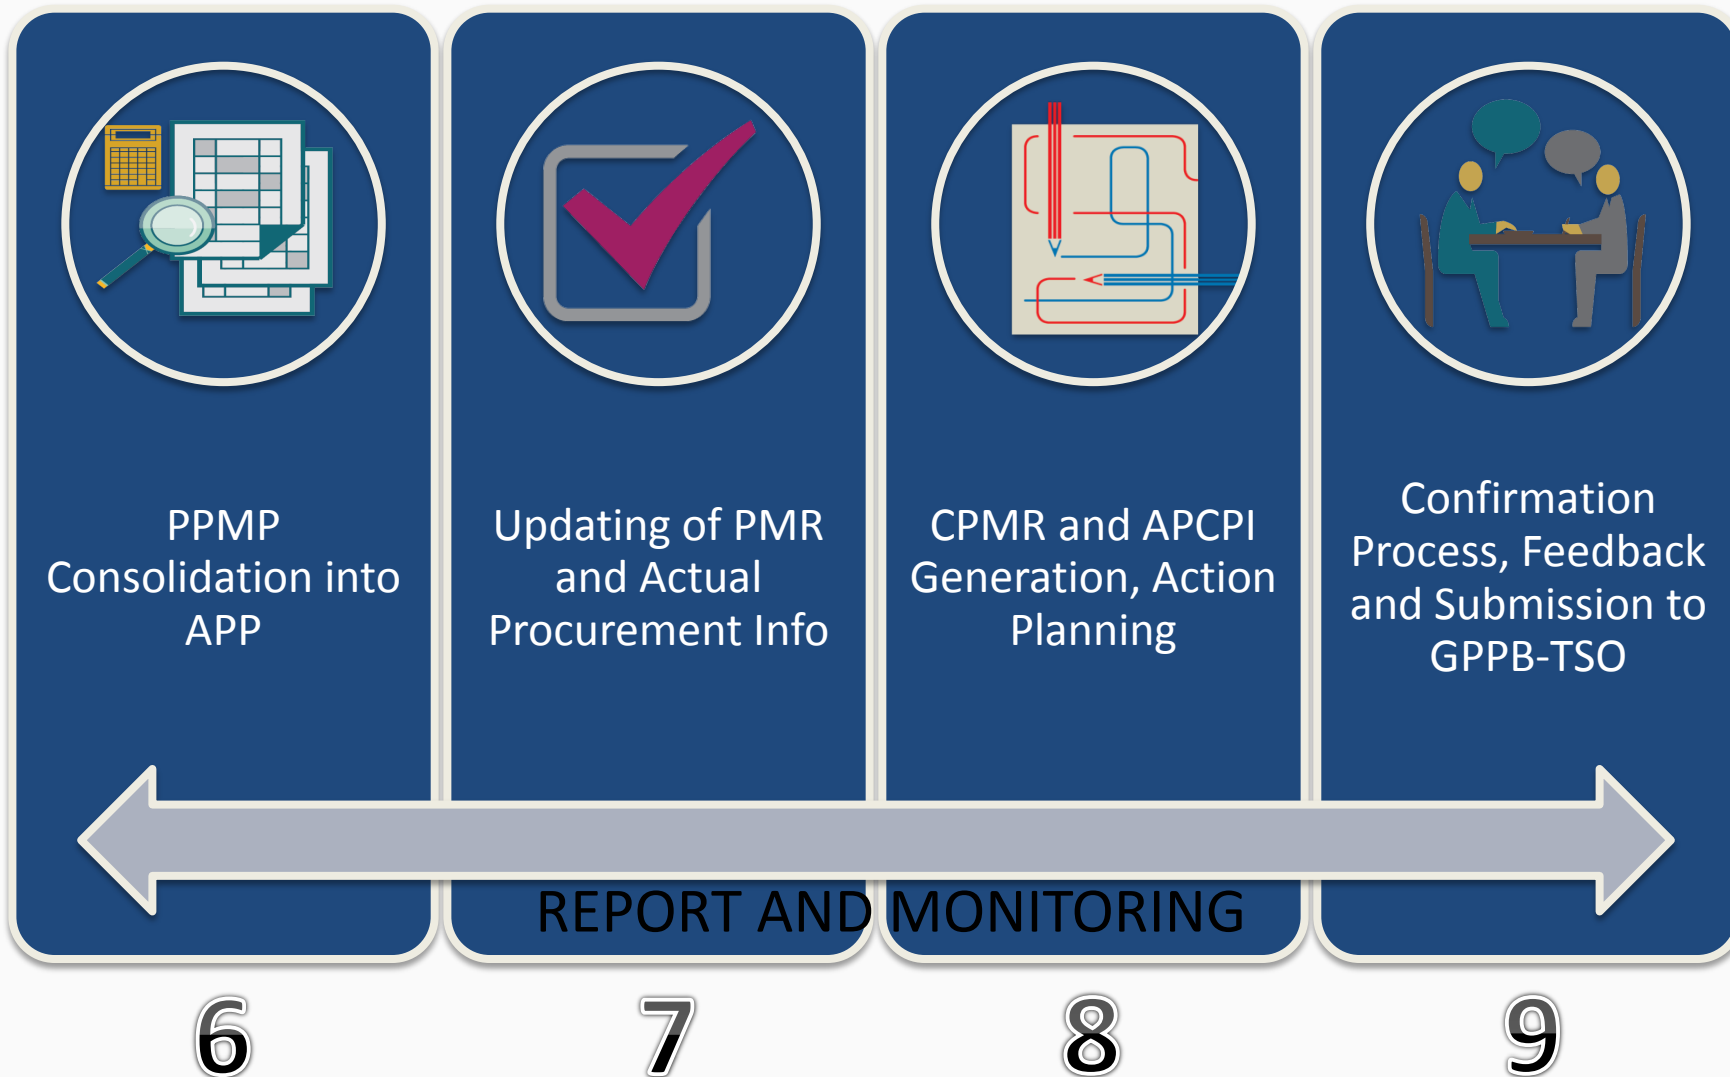 PPMP
Consolidation into
APP
Updating of PMR
and Actual
Procurement Info
CPMR and APCPI
Generation, Action
Planning
Confirmation
Process, Feedback
and Submission to
GPPB-TSO
REPORT AND MONITORING
6
7
8
9